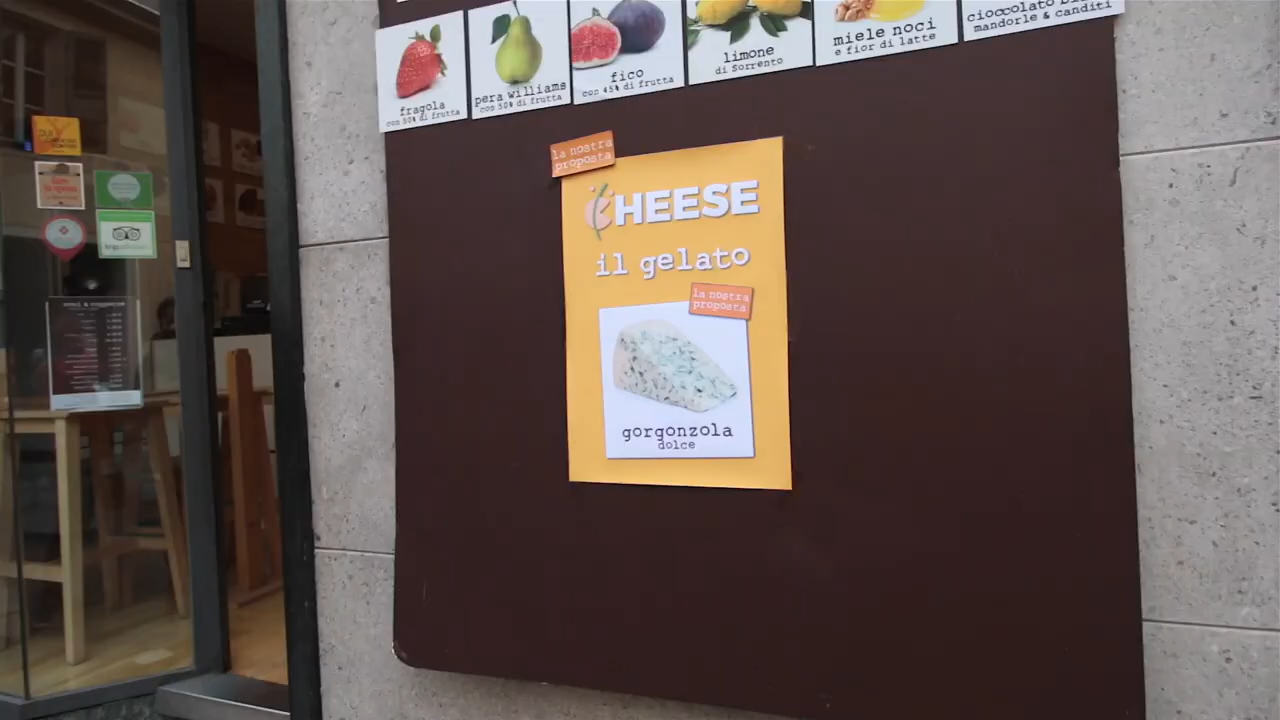 fragola
con 50% di frutta
pera williams
con 50% di frutta
fico
con 45% di frutta
limone
di Sorrento
miele noci
e fior di latte
cioccolato
mandorle & canditi
la nostra
proposta
CHEESE
il gelato
la nostra
proposta
gorgonzola
dolce